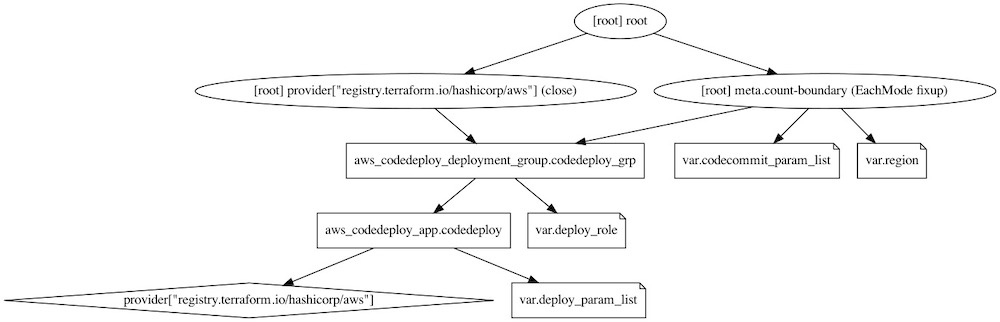 [root] root
[root] provider["registry.terraform.io/hashicorp/aws"] (close)
[root] meta.count-boundary (EachMode fixup)
aws_codedeploy_deployment_group.codedeploy_grp
var.codecommit_param_list
var.region
aws_codedeploy_app.codedeploy
var.deploy_role
provider["registry.terraform.io/hashicorp/aws"]
var.deploy_param_list